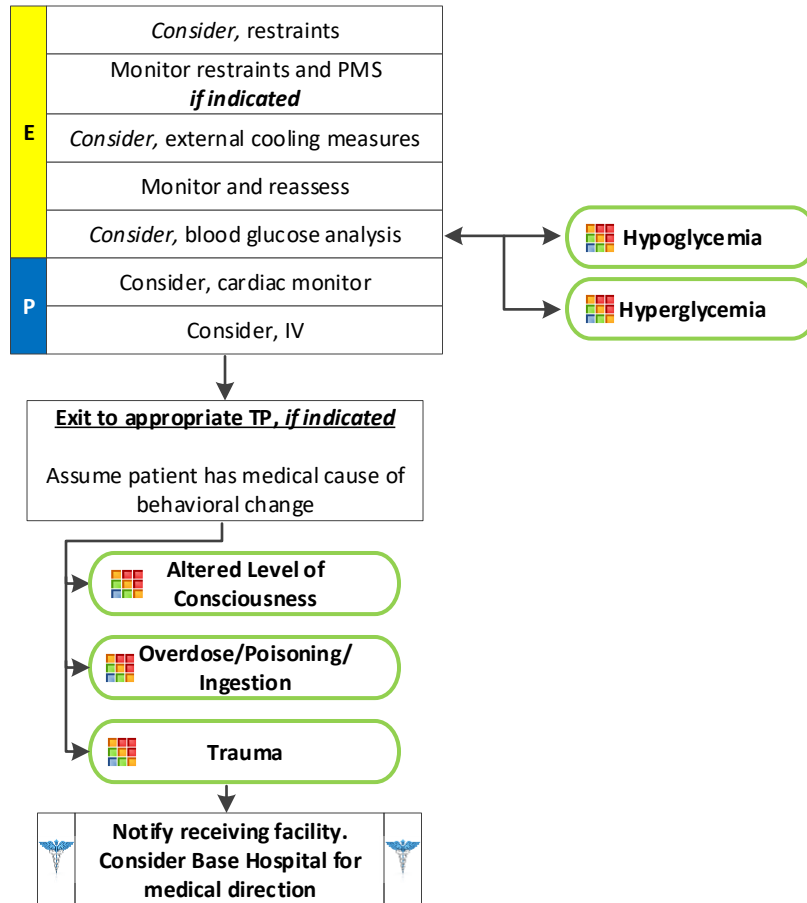 Consider, restraints
Monitor restraints and PMS
if indicated
E
Consider, external cooling measures
Monitor and reassess
Consider, blood glucose analysis
Hypoglycemia
P
Consider, cardiac monitor
Hyperglycemia
Consider, IV
Exit to appropriate TP, if indicated
Assume patient has medical cause of
behavioral change
Altered Level of
Consciousness
Overdose/Poisoning/
Ingestion
Trauma
Notify receiving facility.
Consider Base Hospital for
medical direction